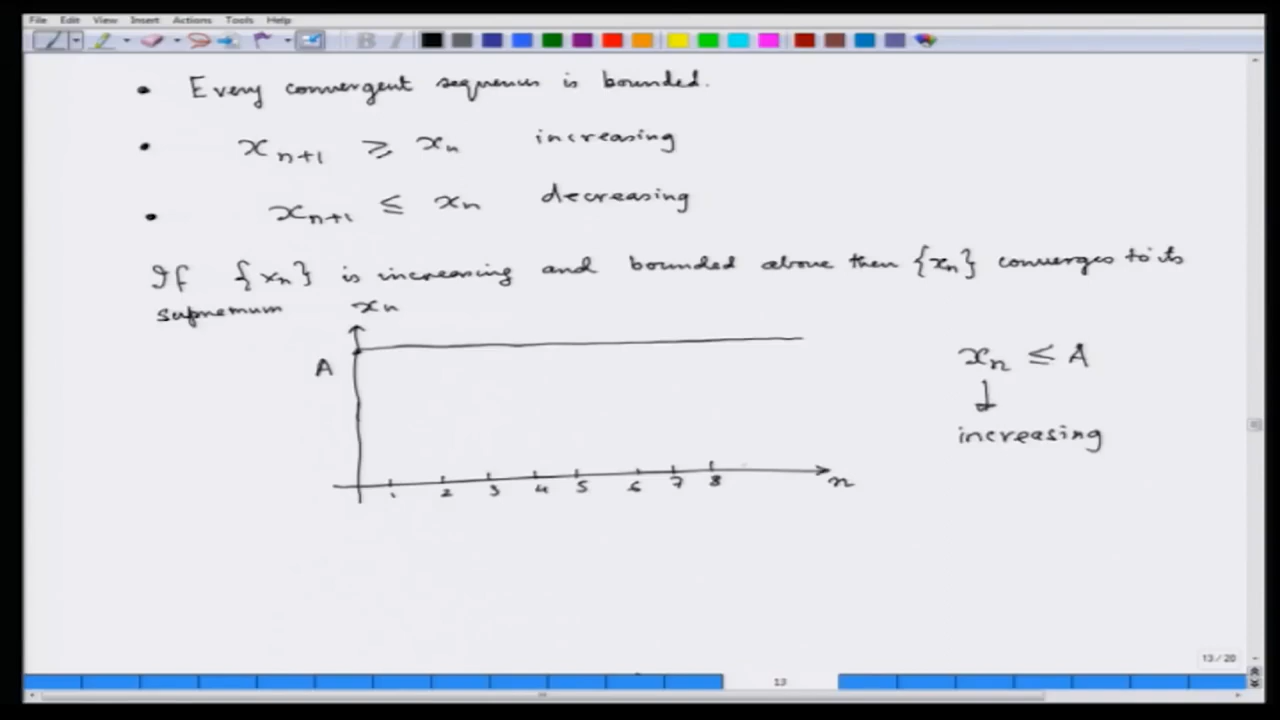 File Edit View Insert Actions Tools Help
• Every convergent sequence is bounded.
• x_{n+1} ≥ x_n increasing
• x_{n+1} ≤ x_n decreasing
If {x_n} is increasing and bounded above then {x_n} converges to its
supremum
x_n
A
x_n ≤ A
↓
increasing
1 2 3 4 5 6 7 8 n
13 / 20
13